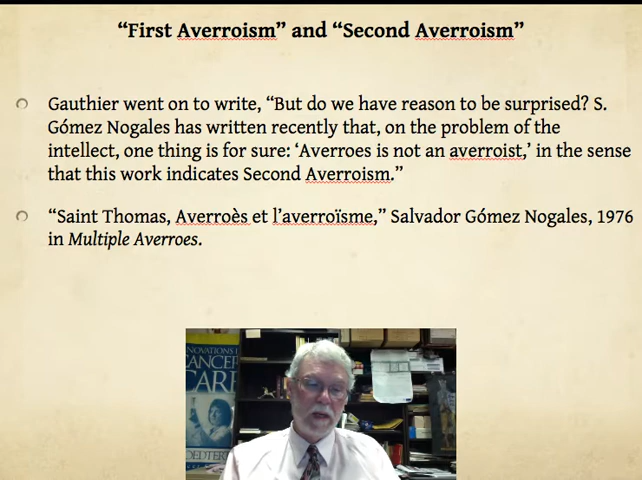 “First Averroism” and “Second Averroism”
Gauthier went on to write, “But do we have reason to be surprised? S.
Gómez Nogales has written recently that, on the problem of the
intellect, one thing is for sure: ‘Averroes is not an averroist,’ in the sense
that this work indicates Second Averroism.”
“Saint Thomas, Averroès et l’averroïsme,” Salvador Gómez Nogales, 1976
in Multiple Averroes.
CARE